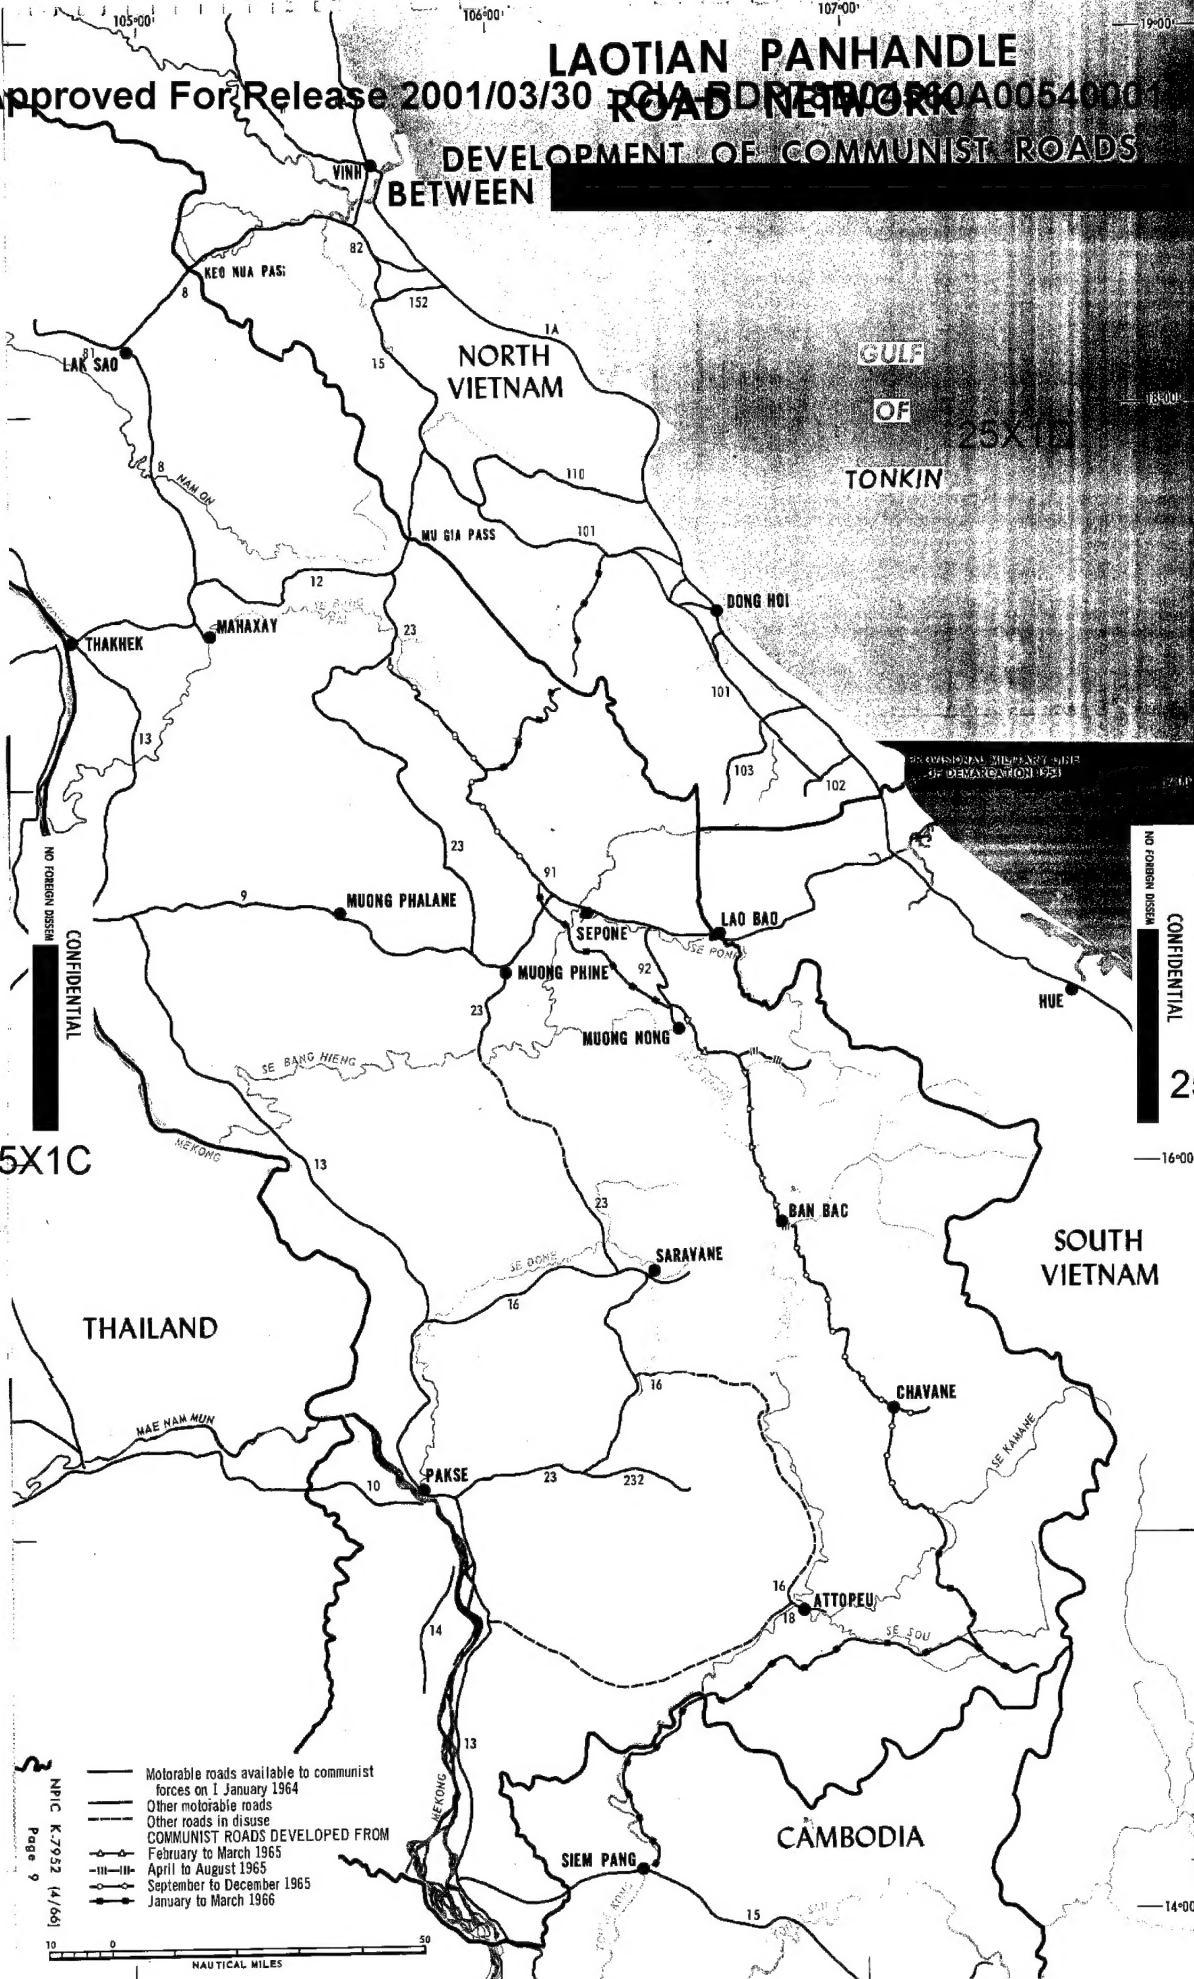 105°00'
106°00'
107°00'
19°00'
LAOTIAN PANHANDLE
Approved For Release 2001/03/30
ROAD NETWORK
DEVELOPMENT OF COMMUNIST ROADS
BETWEEN
VINH
82
KEO NUA PASS
8
152
1A
81
LAK SAO
15
NORTH
VIETNAM
GULF
OF
TONKIN
18°00'
25X1D
8
NAM ON
110
MU GIA PASS
101
12
SE BANG
FAI
DONG HOI
MAHAXAY
THAKHEK
23
101
13
103
102
PROVISIONAL MILITARY LINE
OF DEMARCATION 1954
23
91
9
MUONG PHALANE
SEPONE
LAO BAO
SE PONE
NO FOREIGN DISSEM
CONFIDENTIAL
NO FOREIGN DISSEM
CONFIDENTIAL
MUONG PHINE
92
23
HUE
MUONG NONG
SE BANG HIENG
5X1C
MEKONG
13
16°00'
23
BAN BAC
SARAVANE
SE DONE
16
SOUTH
VIETNAM
THAILAND
16
CHAVANE
MAE NAM MUN
SE KAMANE
PAKSE
10
23
232
16
ATTOPEU
18
SE SOU
14
13
MEKONG
CAMBODIA
SIEM PANG
15
14°00'
Motorable roads available to communist
forces on 1 January 1964
Other motorable roads
Other roads in disuse
COMMUNIST ROADS DEVELOPED FROM
February to March 1965
April to August 1965
September to December 1965
January to March 1966
10 0 50
NAUTICAL MILES
NPIC K-7952 (4/66)
Page 9